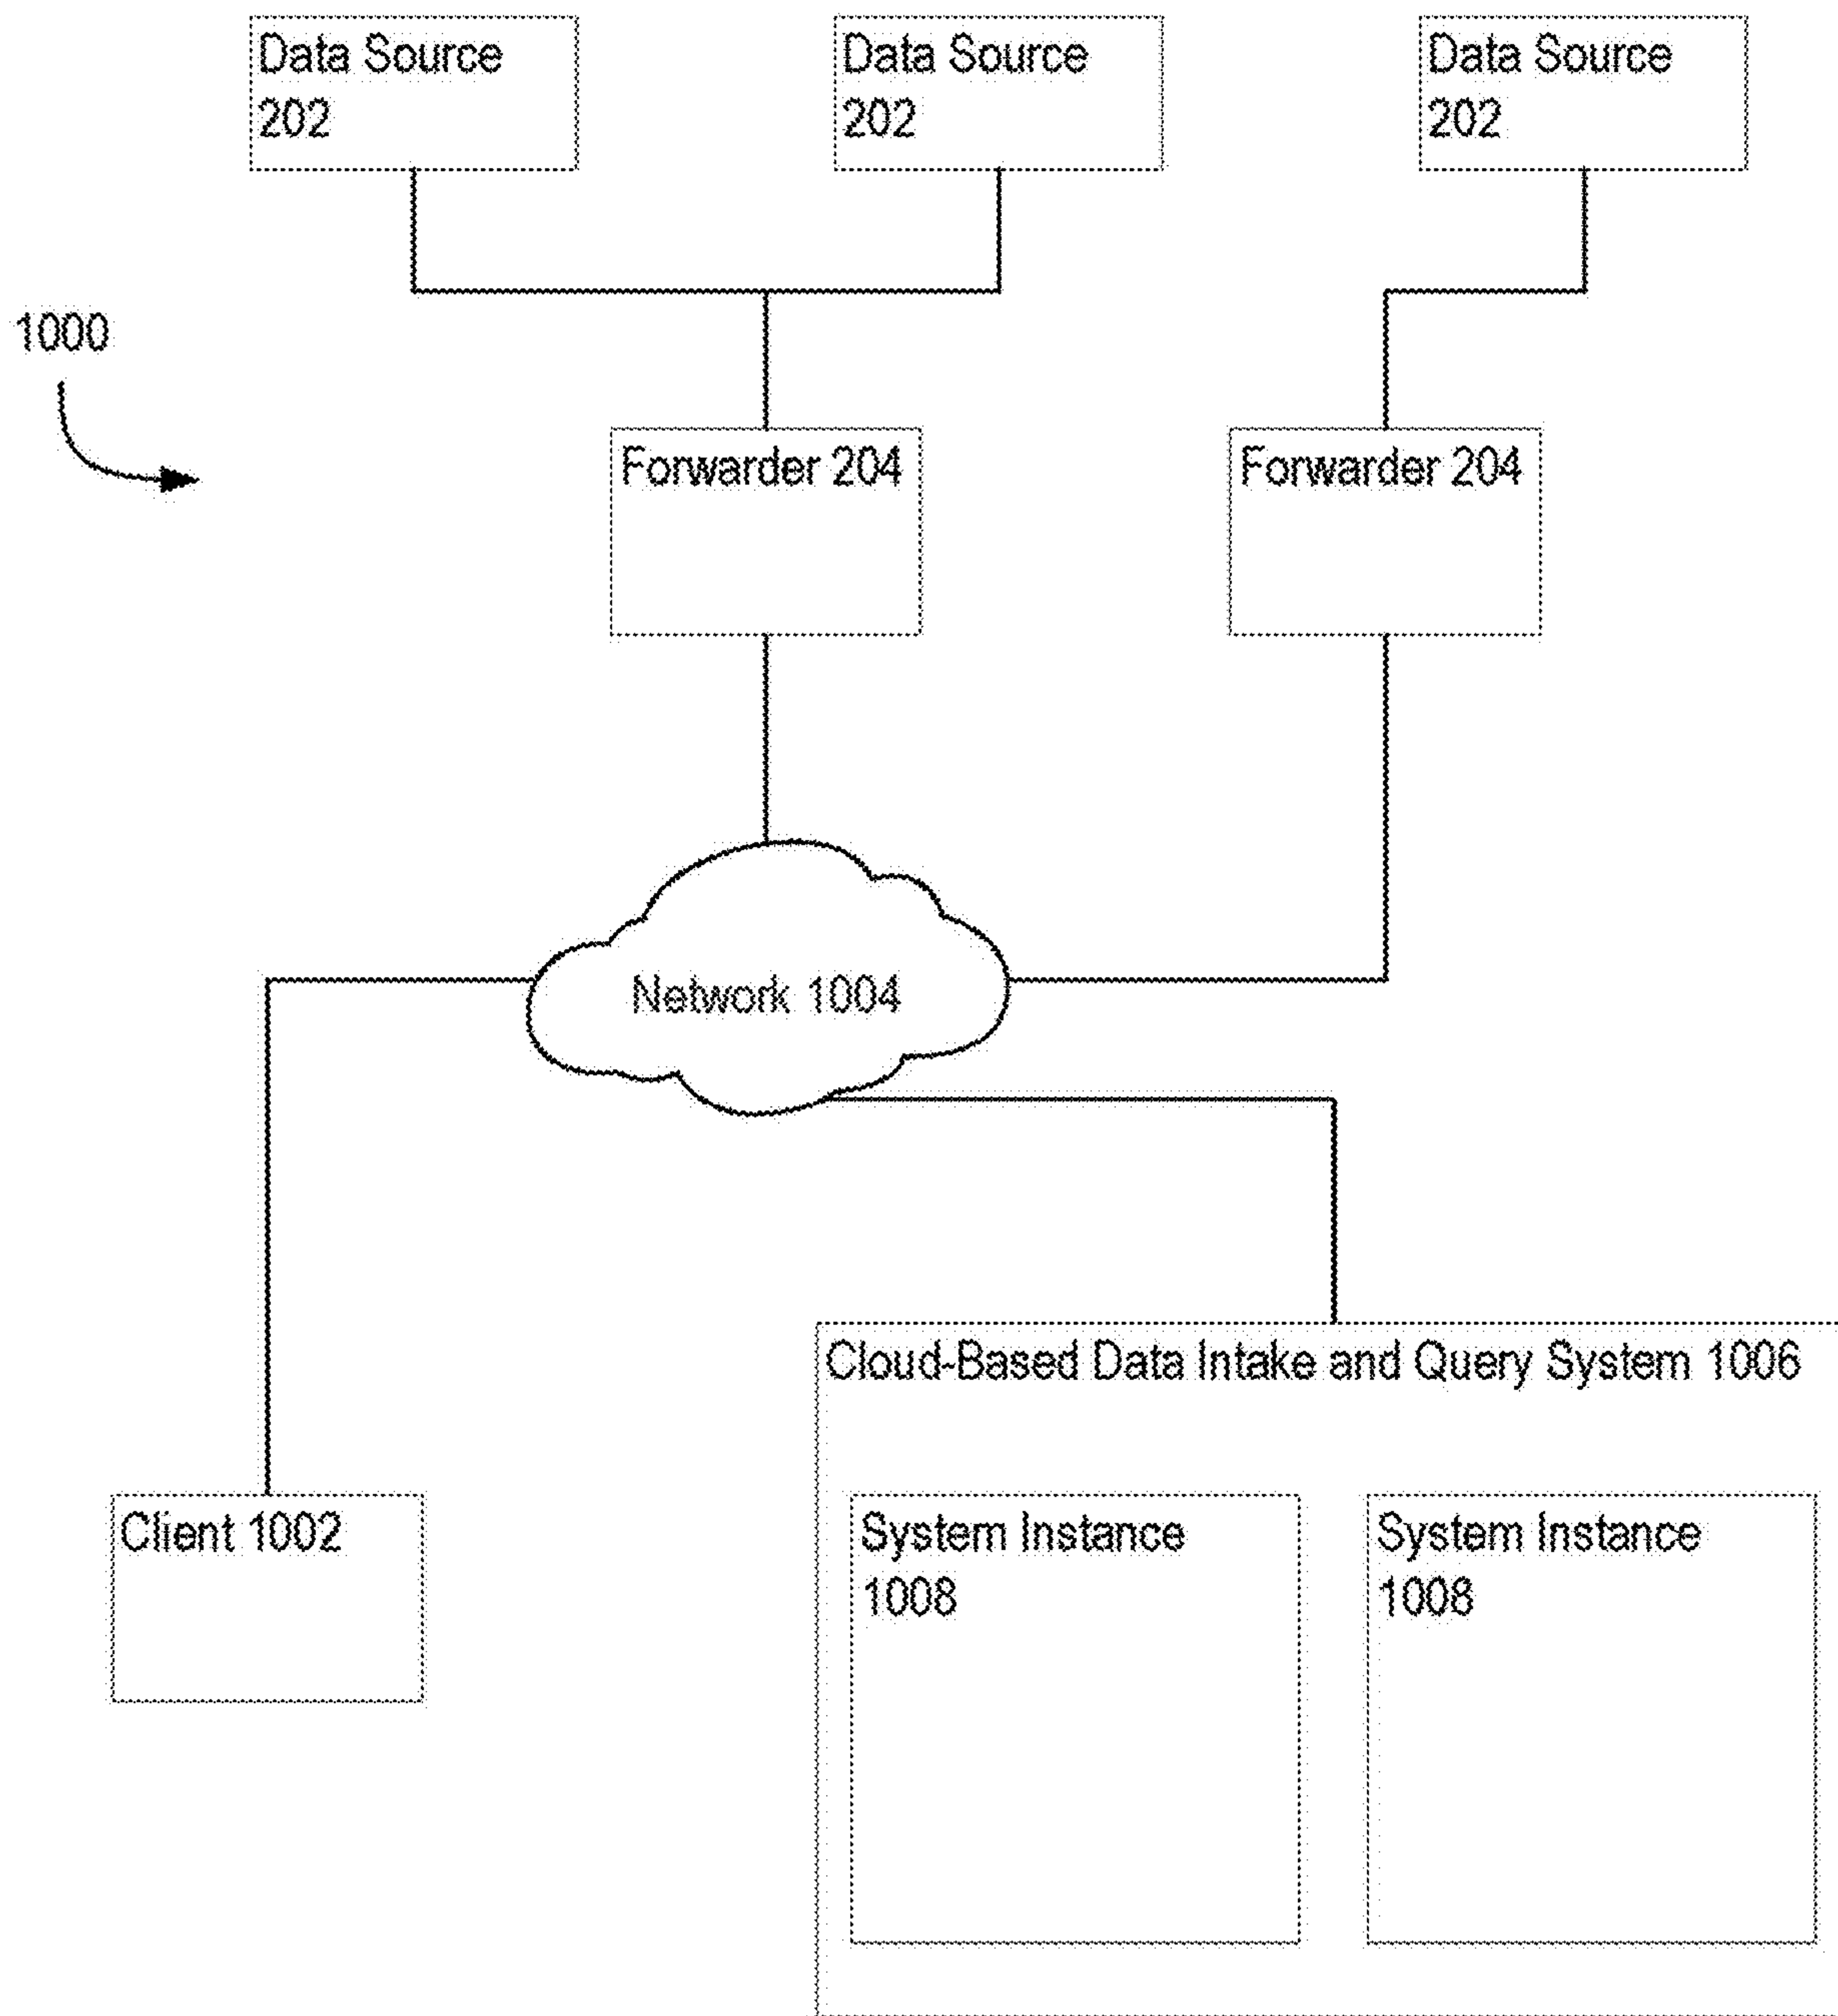 Data Source
202
Data Source
202
Data Source
202
1000
Forwarder 204
Forwarder 204
Network 1004
Cloud-Based Data Intake and Query System 1006
Client 1002
System Instance
1008
System Instance
1008